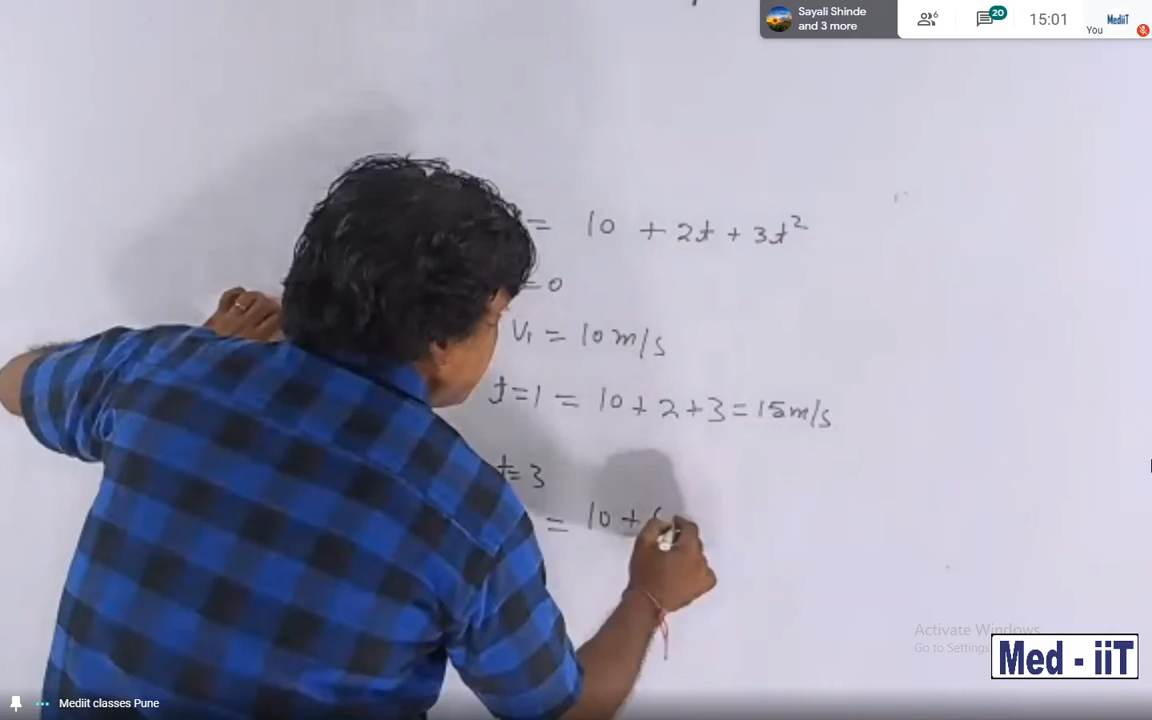 Sayali Shinde
and 3 more
6
20
15:01
MediiT
You
= 10 + 2t + 3t²
= 0
V₁ = 10 m/s
t=1 = 10 + 2 + 3 = 15 m/s
t= 3
= 10 +
Activate Windows
Go to Settings
Med - iiT
Mediit classes Pune